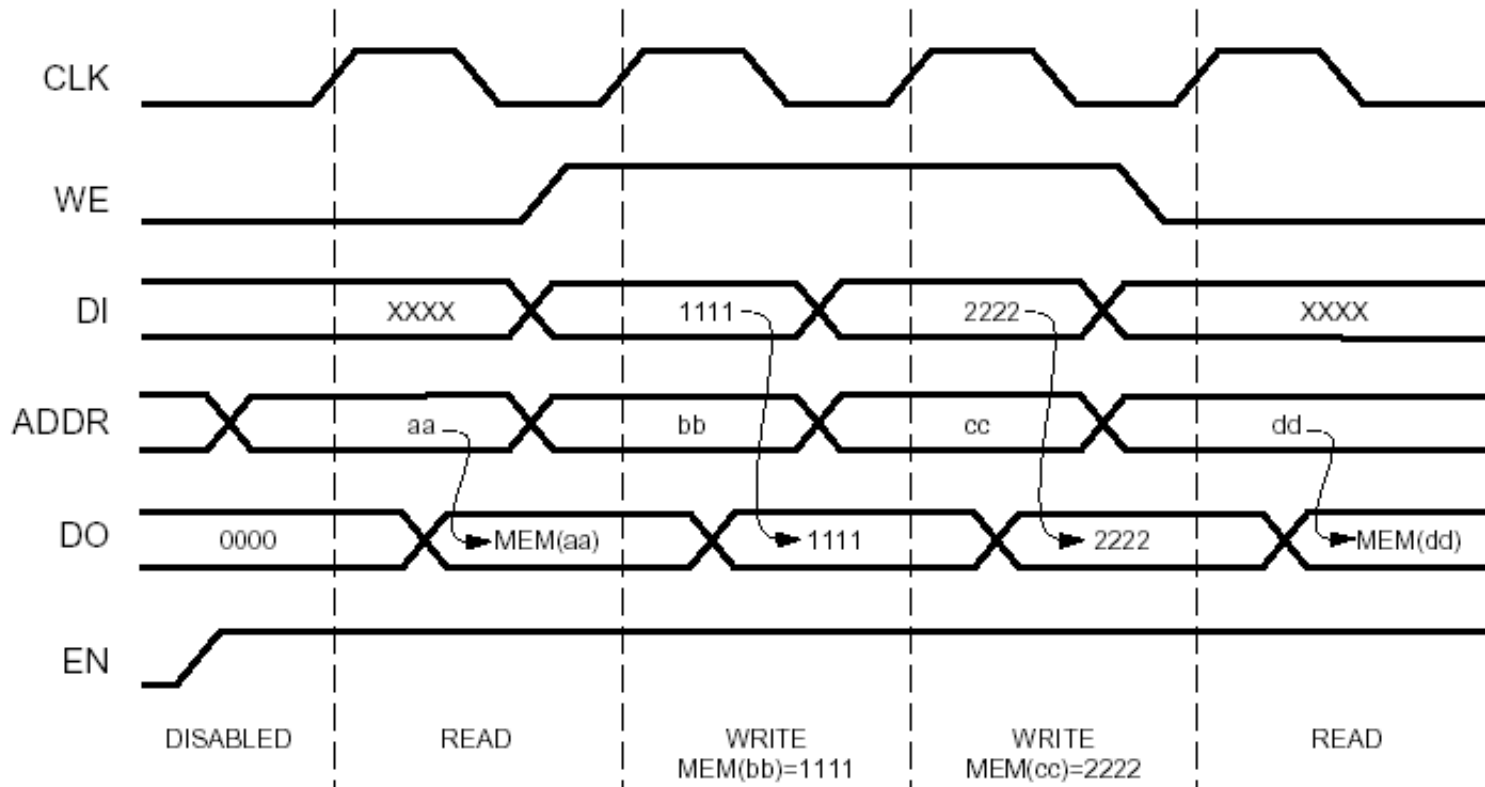 CLK
WE
DI XXXX 1111 2222 XXXX
ADDR aa bb cc dd
DO 0000 MEM(aa) 1111 2222 MEM(dd)
EN
DISABLED READ WRITE WRITE READ
MEM(bb)=1111 MEM(cc)=2222